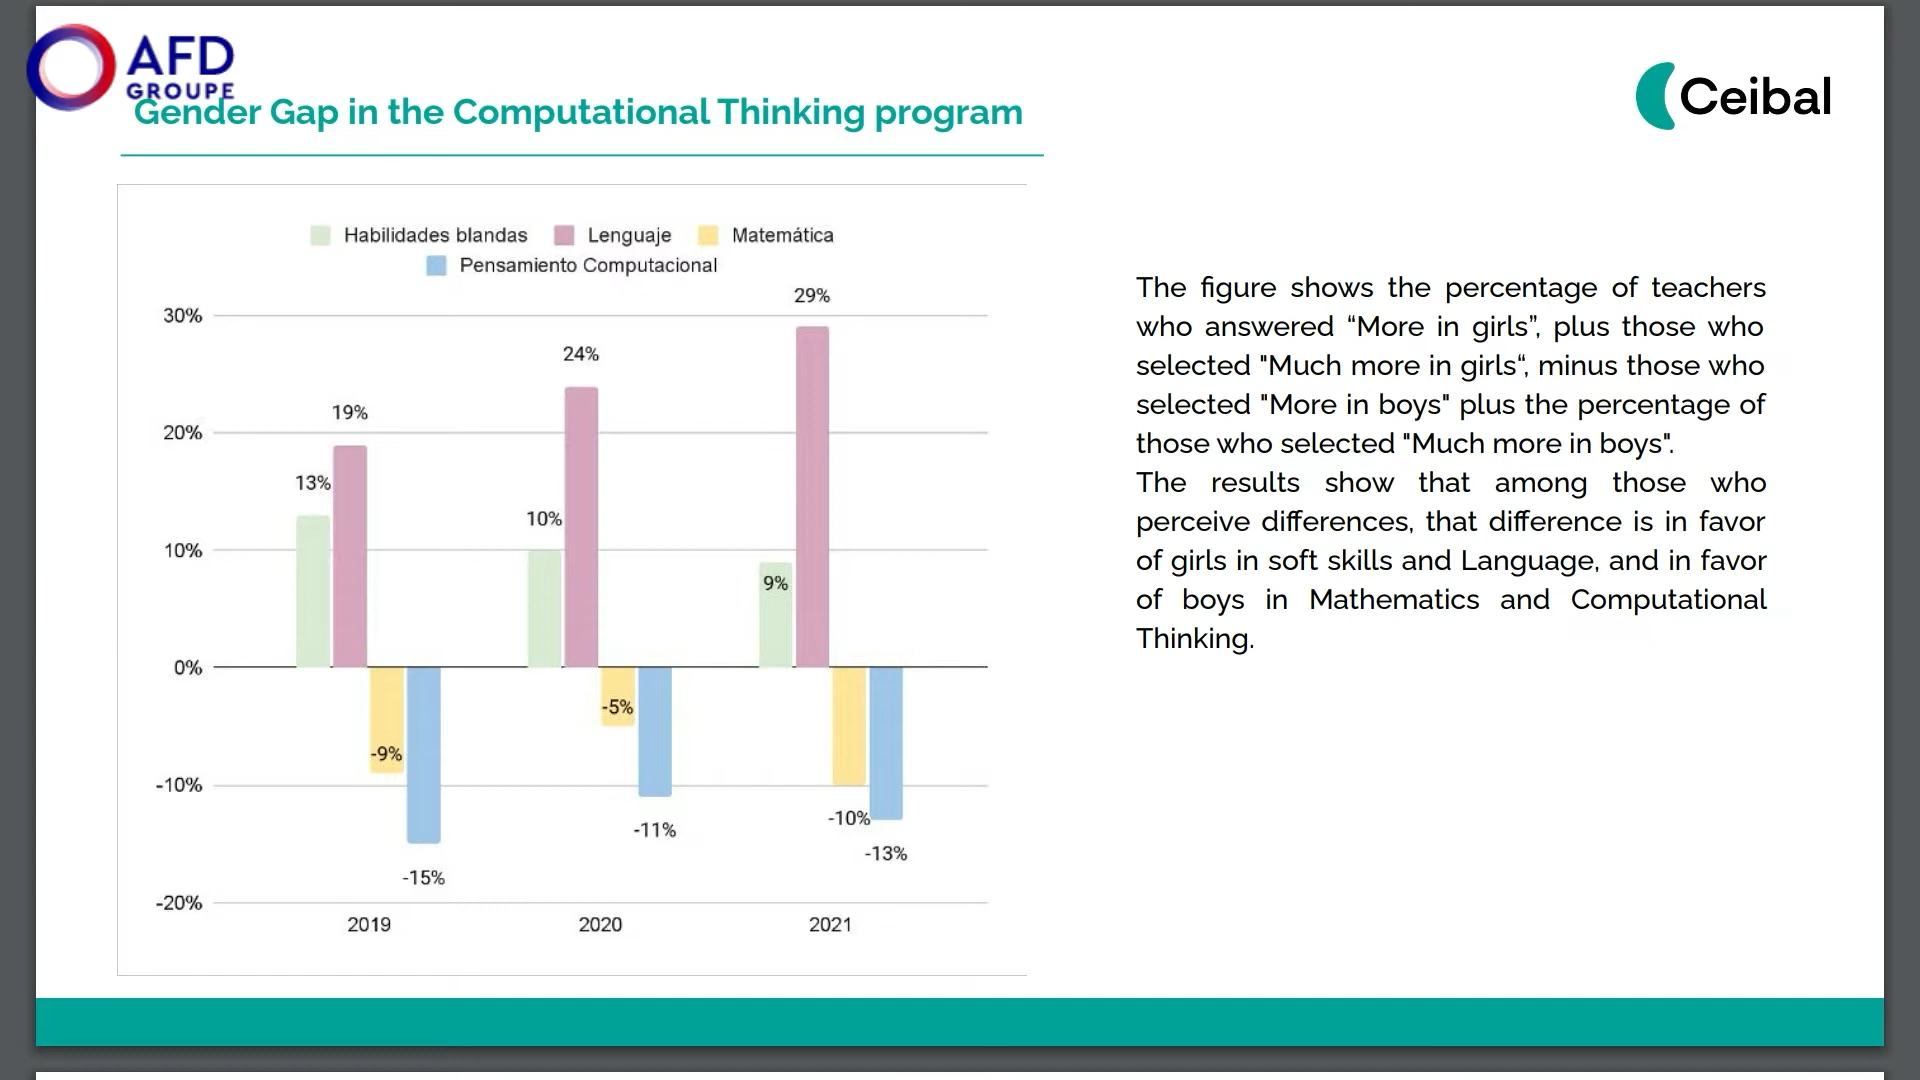 AFD
GROUPE
Gender Gap in the Computational Thinking program
Ceibal
Habilidades blandas Lenguaje Matemática
Pensamiento Computacional
30%
20%
10%
0%
-10%
-20%
13%
19%
-9%
-15%
10%
24%
-5%
-11%
9%
29%
-10%
-13%
2019 2020 2021
The figure shows the percentage of teachers
who answered “More in girls”, plus those who
selected "Much more in girls“, minus those who
selected "More in boys" plus the percentage of
those who selected "Much more in boys".
The results show that among those who
perceive differences, that difference is in favor
of girls in soft skills and Language, and in favor
of boys in Mathematics and Computational
Thinking.